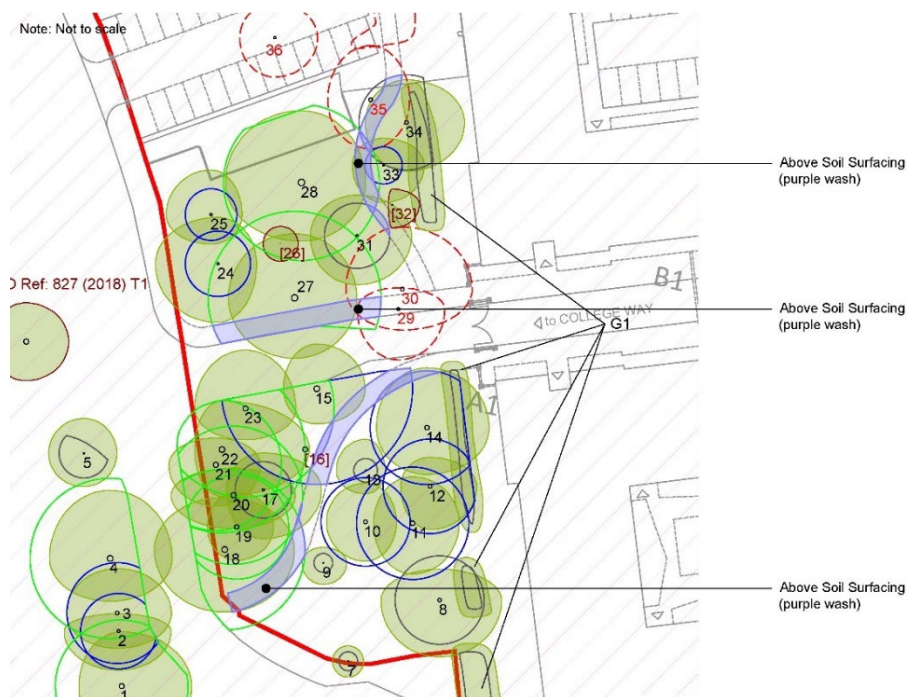 Note: Not to scale
36
35
34
Above Soil Surfacing
(purple wash)
33
28
25
[32]
31
[26]
24
B1
O Ref: 827 (2018) T1
27
30
Above Soil Surfacing
(purple wash)
29
to COLLEGE WAY
G1
15
A1
23
14
22
[16]
5
21
13
17
12
20
10
11
19
18
4
9
Above Soil Surfacing
(purple wash)
3
8
2
7
1